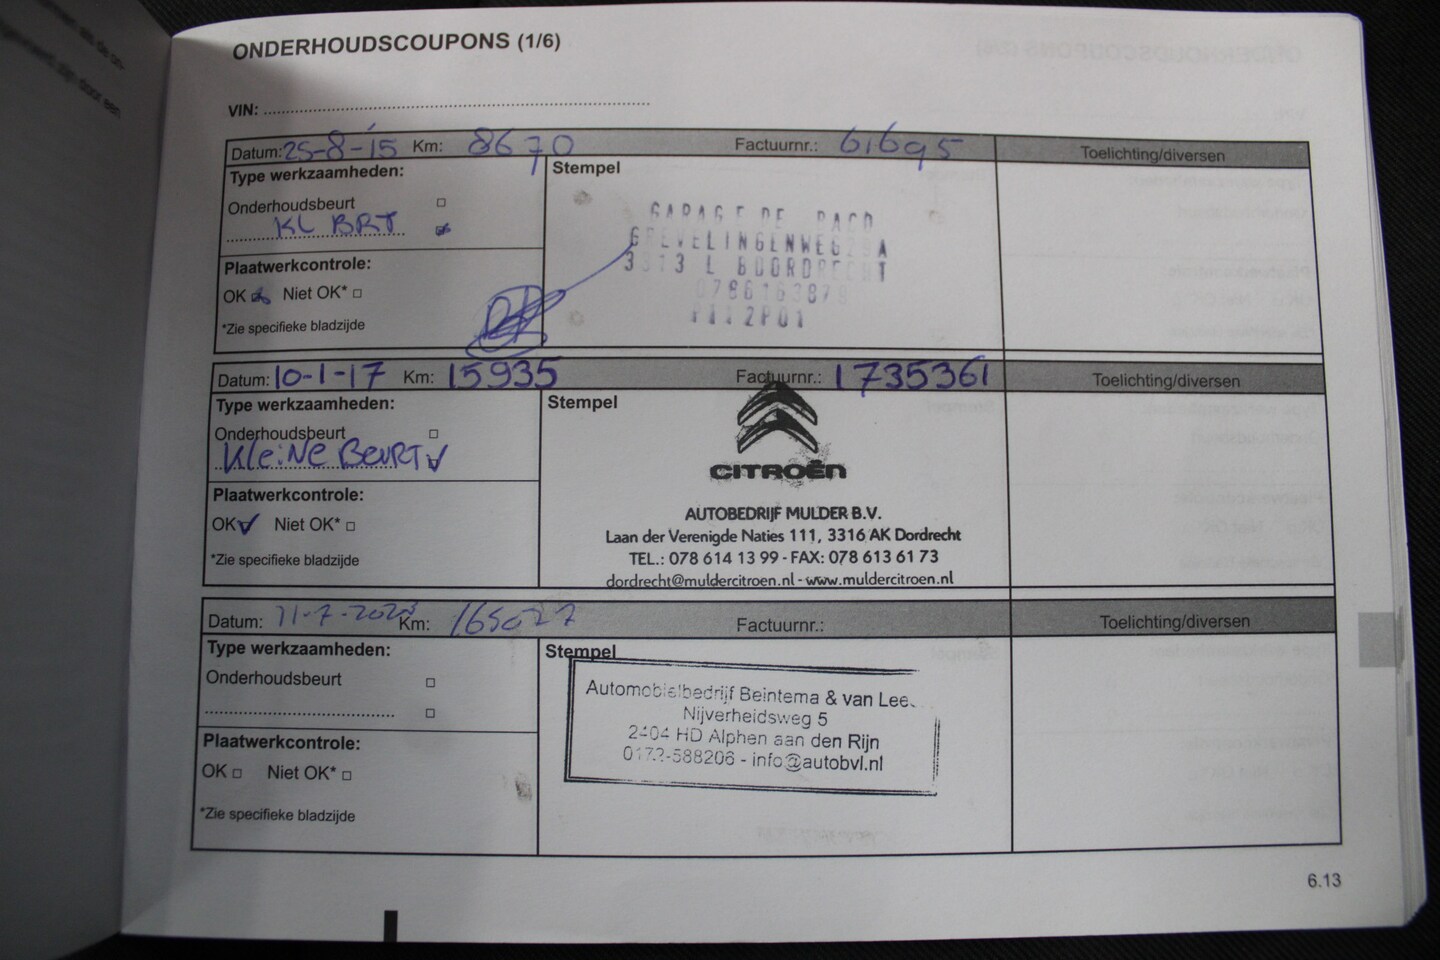 ONDERHOUDSCOUPONS (1/6)
VIN:
Datum: 25-8-15 Km: 8670 Factuurnr.: 61695 Toelichting/diversen
Type werkzaamheden: Stempel
Onderhoudsbeurt
KL BRT
Plaatwerkcontrole:
OK Niet OK*
*Zie specifieke bladzijde
GARAGE DE
GREVELINGENWEG A
3313 L DORDRECHT
Datum: 10-1-17 Km: 15935 Factuurnr.: 1735361 Toelichting/diversen
Type werkzaamheden: Stempel
Onderhoudsbeurt
Kleine Beurt
Plaatwerkcontrole:
OK Niet OK*
*Zie specifieke bladzijde
CITROËN
AUTOBEDRIJF MULDER B.V.
Laan der Verenigde Naties 111, 3316 AK Dordrecht
TEL.: 078 614 13 99 - FAX: 078 613 61 73
dordrecht@muldercitroen.nl - www.muldercitroen.nl
Datum: 11-7-2023 Km: 165027 Factuurnr.: Toelichting/diversen
Type werkzaamheden: Stempel
Onderhoudsbeurt
Plaatwerkcontrole:
OK Niet OK*
*Zie specifieke bladzijde
Automobielbedrijf Beintema & van Lee
Nijverheidsweg 5
2404 HD Alphen aan den Rijn
0172-588206 - info@autobvl.nl
6.13